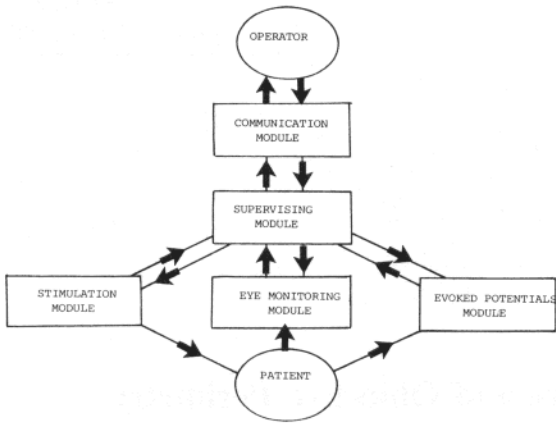 OPERATOR
COMMUNICATION
MODULE
SUPERVISING
MODULE
STIMULATION
MODULE
EYE MONITORING
MODULE
EVOKED POTENTIALS
MODULE
PATIENT